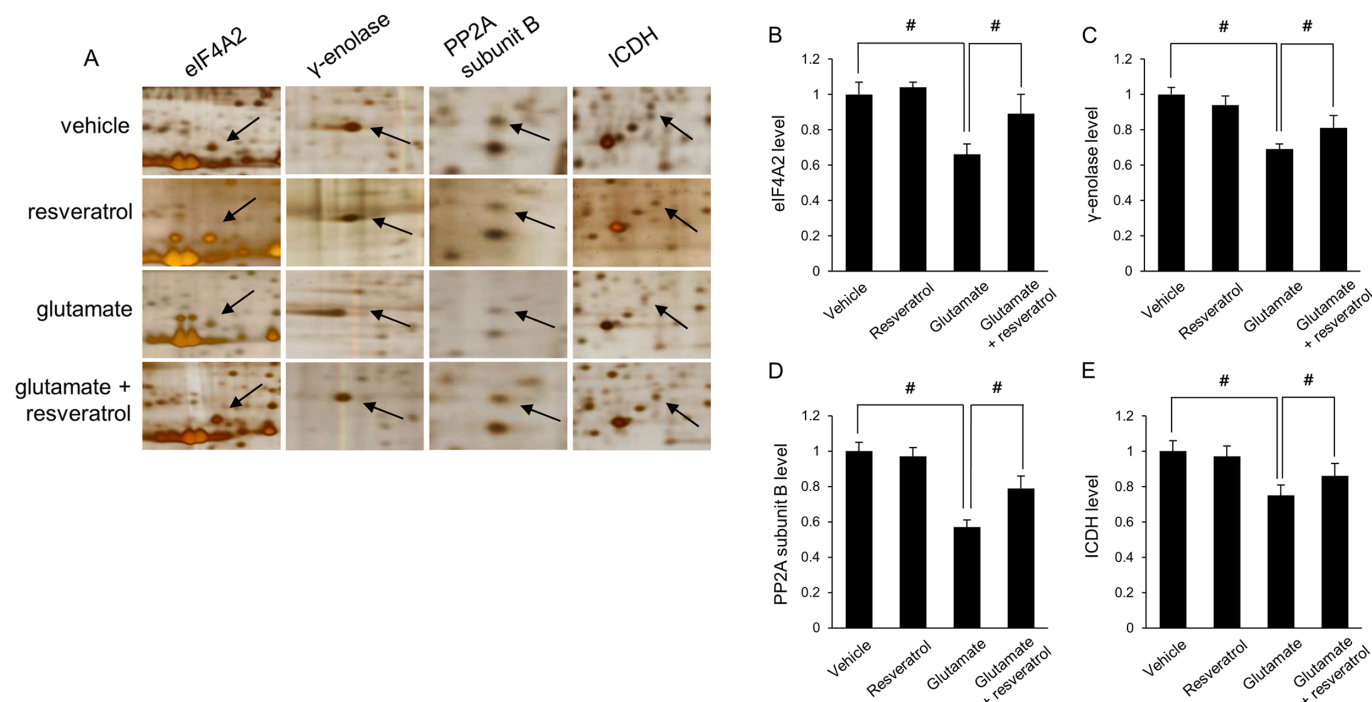 A
eIF4A2
γ-enolase
PP2A
subunit B
ICDH
vehicle
resveratrol
glutamate
glutamate +
resveratrol
B
# #
eIF4A2 level
1.2
1
0.8
0.6
0.4
0.2
0
Vehicle
Resveratrol
Glutamate
Glutamate
+ resveratrol
C
# #
γ-enolase level
1.2
1
0.8
0.6
0.4
0.2
0
Vehicle
Resveratrol
Glutamate
Glutamate
+ resveratrol
D
# #
PP2A subunit B level
1.2
1
0.8
0.6
0.4
0.2
0
Vehicle
Resveratrol
Glutamate
Glutamate
+ resveratrol
E
# #
ICDH level
1.2
1
0.8
0.6
0.4
0.2
0
Vehicle
Resveratrol
Glutamate
Glutamate
+ resveratrol